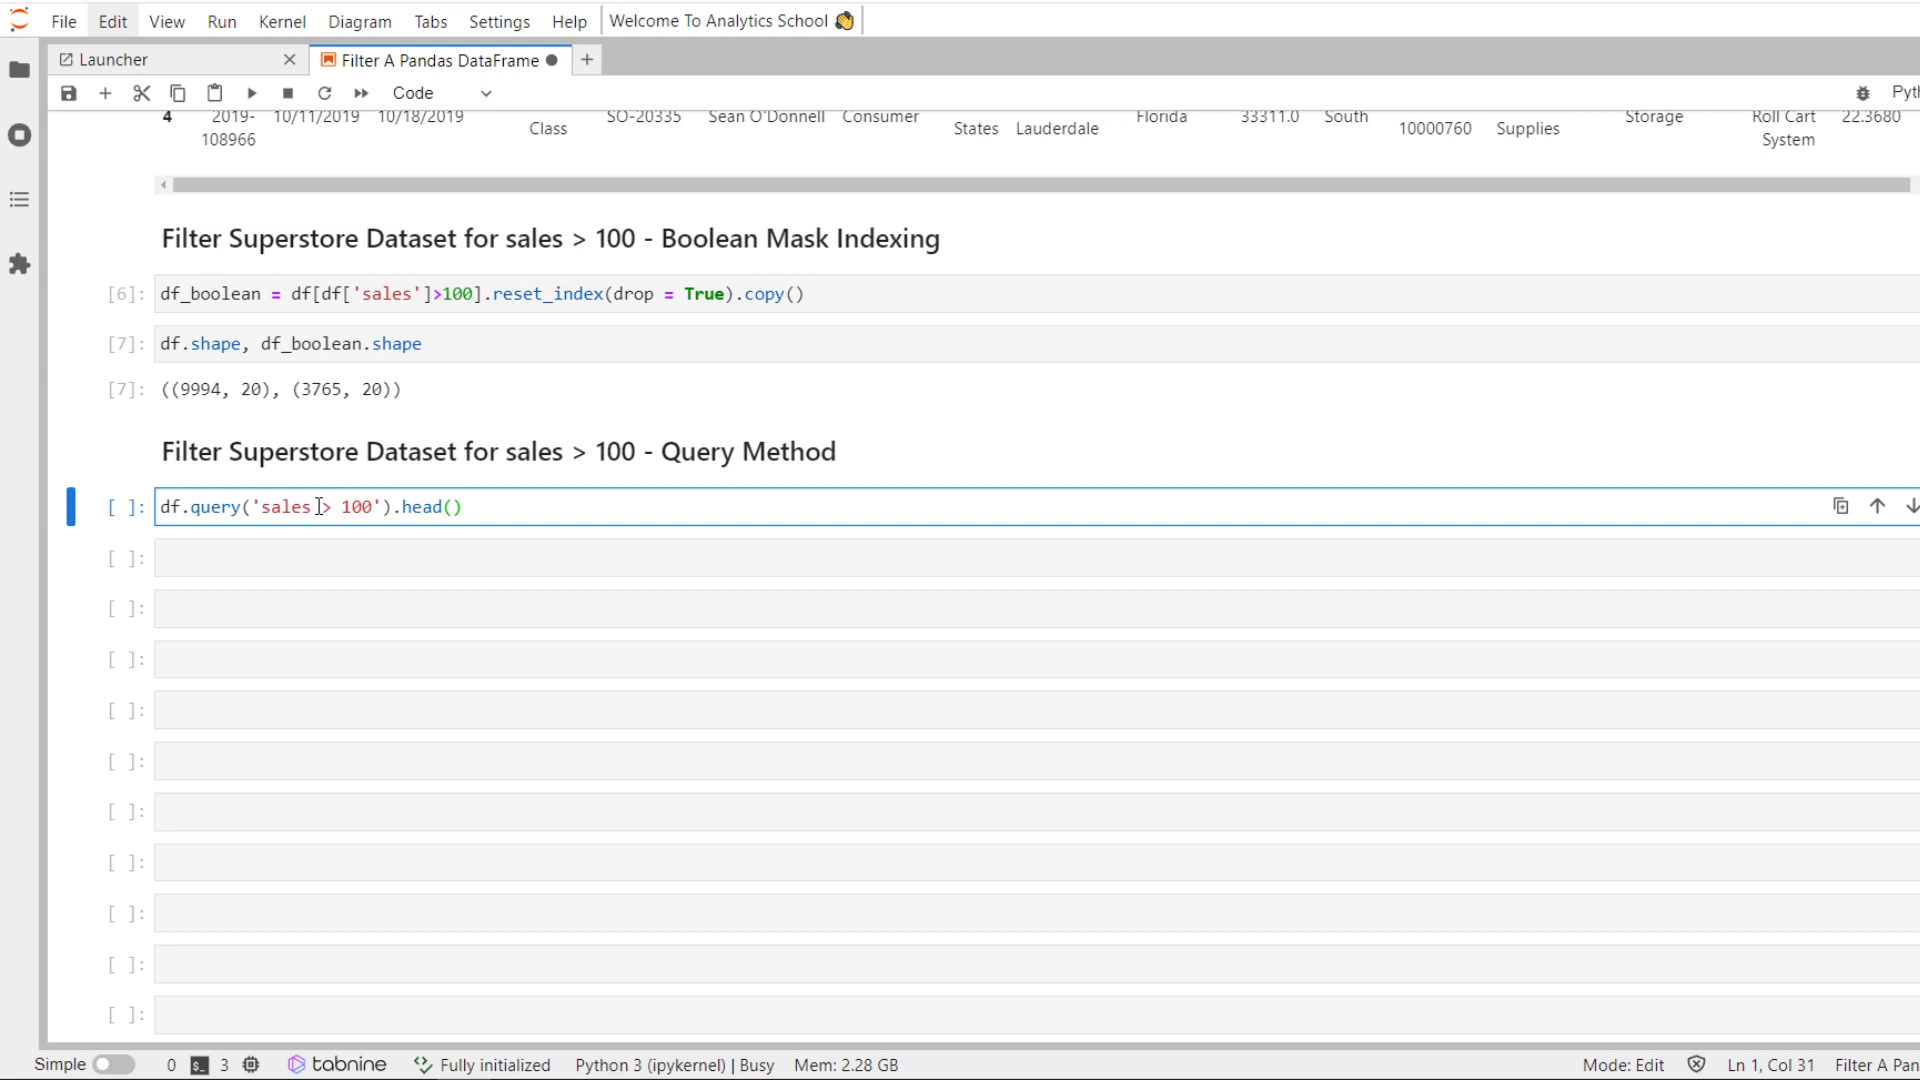 File Edit View Run Kernel Diagram Tabs Settings Help Welcome To Analytics School
Launcher Filter A Pandas DataFrame
Code Pyth
4 2019- 10/11/2019 10/18/2019 SO-20335 Sean O'Donnell Consumer Florida 33311.0 South Storage Roll Cart 22.3680
Class States Lauderdale 10000760 Supplies
108966 System
Filter Superstore Dataset for sales > 100 - Boolean Mask Indexing
[6]: df_boolean = df[df['sales']>100].reset_index(drop = True).copy()
[7]: df.shape, df_boolean.shape
[7]: ((9994, 20), (3765, 20))
Filter Superstore Dataset for sales > 100 - Query Method
[ ]: df.query('sales > 100').head()
[ ]:
[ ]:
[ ]:
[ ]:
[ ]:
[ ]:
[ ]:
[ ]:
[ ]:
[ ]:
Simple 0 $_ 3 tabnine Fully initialized Python 3 (ipykernel) | Busy Mem: 2.28 GB Mode: Edit Ln 1, Col 31 Filter A Pan